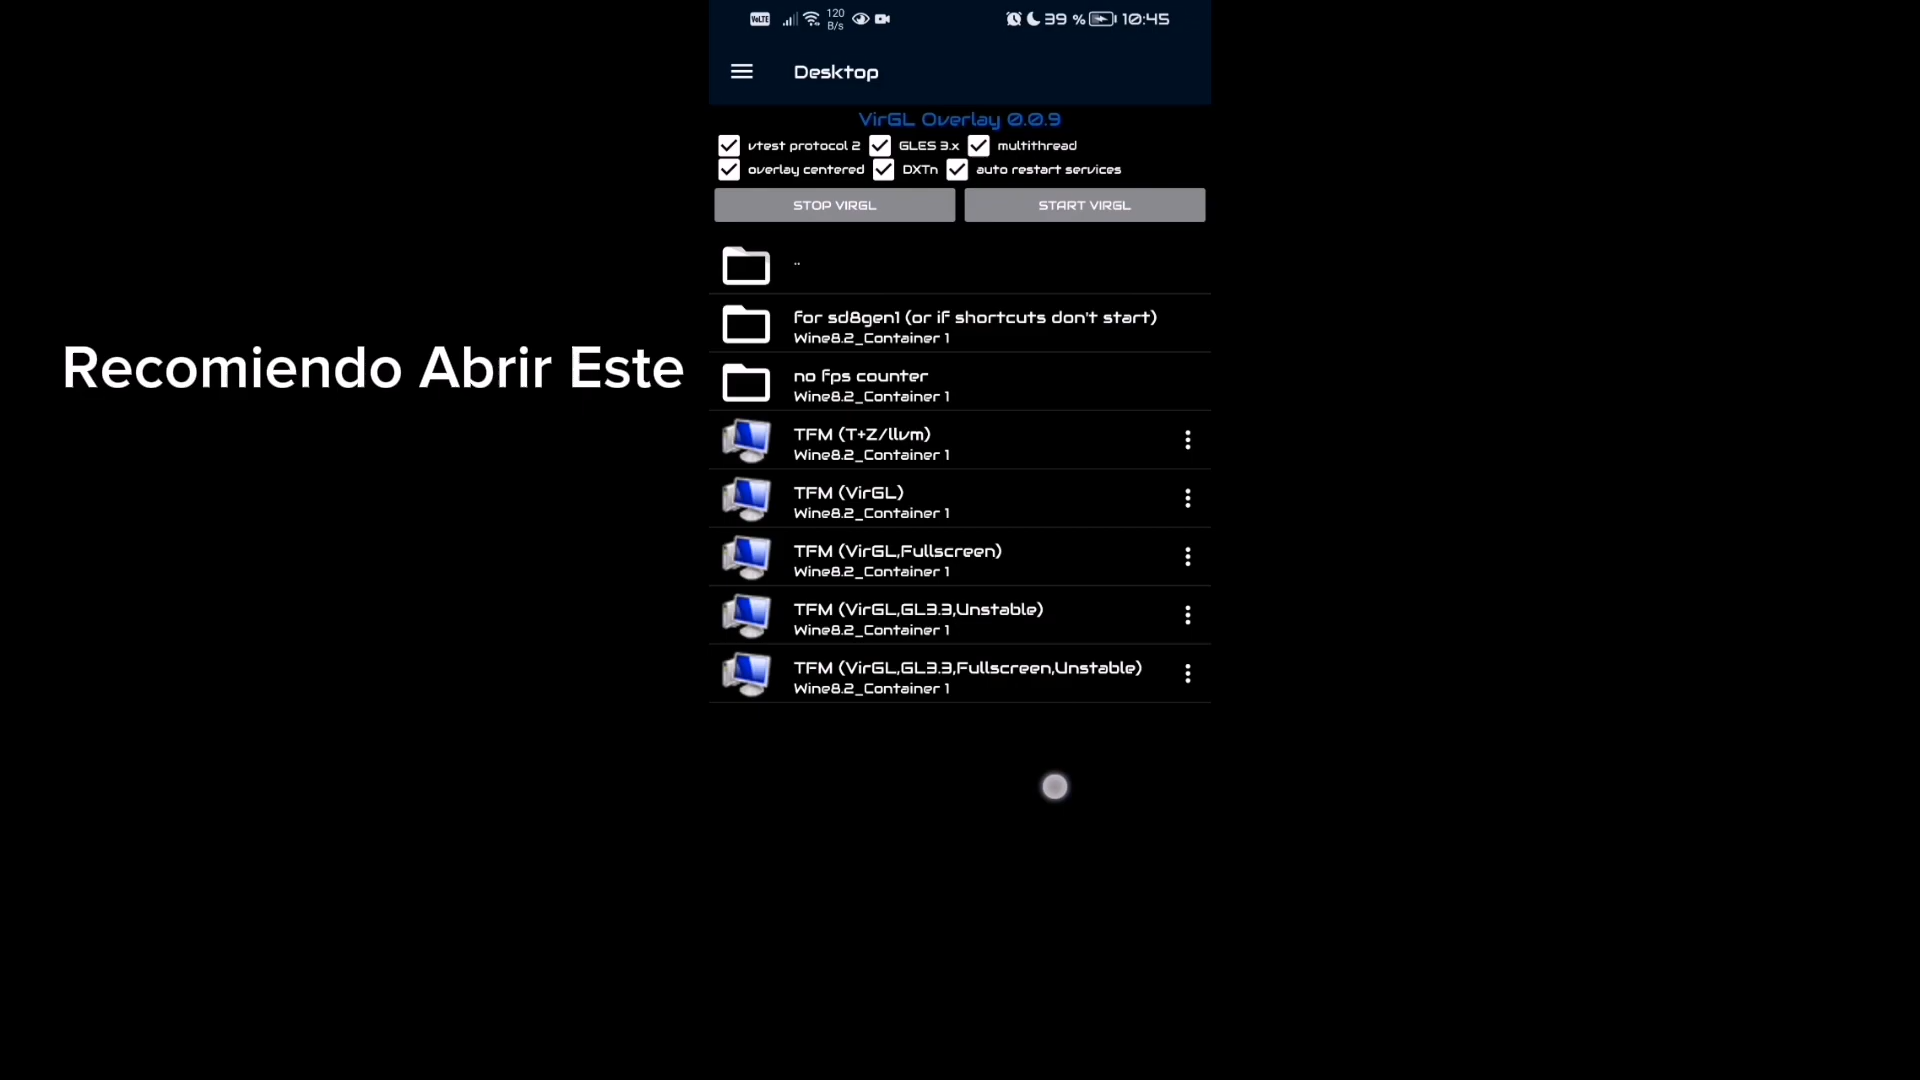 VoLTE 120 B/s 39 % 10:45
Desktop
VirGL Overlay 0.0.9
vtest protocol 2 GLES 3.x multithread
overlay centered DXTn auto restart services
STOP VIRGL START VIRGL
..
for sd8gen1 (or if shortcuts don't start)
Wine8.2_Container 1
Recomiendo Abrir Este
no fps counter
Wine8.2_Container 1
TFM (T+Z/llvm)
Wine8.2_Container 1
TFM (VirGL)
Wine8.2_Container 1
TFM (VirGL,Fullscreen)
Wine8.2_Container 1
TFM (VirGL,GL3.3,Unstable)
Wine8.2_Container 1
TFM (VirGL,GL3.3,Fullscreen,Unstable)
Wine8.2_Container 1